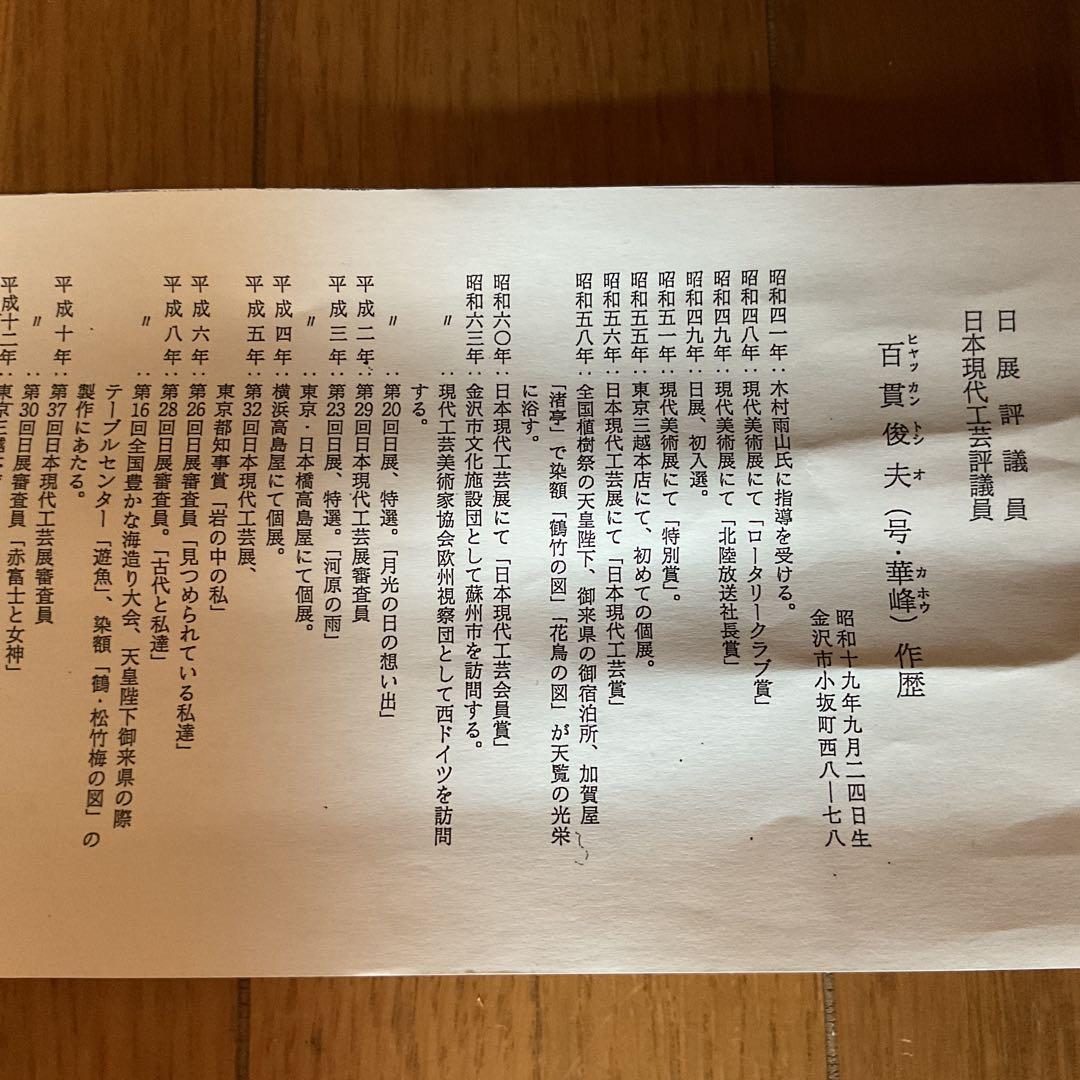 日展評議員
日本現代工芸評議員
ヒャッカントシオ　カホウ
百貫俊夫（号・華峰）作歴
昭和十九年九月二四日生
金沢市小坂町西八―七八
昭和四一年：木村雨山氏に指導を受ける。
昭和四八年：現代美術展にて「ロータリークラブ賞」
昭和四九年：現代美術展にて「北陸放送社長賞」
昭和四九年：日展、初入選。
昭和五一年：現代美術展にて「特別賞」。
昭和五五年：東京三越本店にて、初めての個展。
昭和五六年：日本現代工芸展にて「日本現代工芸賞」
昭和五八年：全国植樹祭の天皇陛下、御来県の御宿泊所、加賀屋
「渚亭」で染額「鶴竹の図」「花鳥の図」が天覧の光栄
に浴す。
昭和六〇年：日本現代工芸展にて「日本現代工芸会員賞」
昭和六三年：金沢市文化施設団として蘇州市を訪問する。
〃：現代工芸美術家協会欧州視察団として西ドイツを訪問
する。
〃：第20回日展、特選。「月光の日の想い出」
平成二年：第29回日本現代工芸展審査員
平成三年：第23回日展、特選。「河原の雨」
〃：東京・日本橋高島屋にて個展。
平成四年：横浜高島屋にて個展。
平成五年：第32回日本現代工芸展、
東京都知事賞「岩の中の私」
平成六年：第26回日展審査員「見つめられている私達」
平成八年：第28回日展審査員。「古代と私達」
〃：第16回全国豊かな海造り大会、天皇陛下御来県の際
テーブルセンター「遊魚」、染額「鶴・松竹梅の図」の
製作にあたる。
平成十年：第37回日本現代工芸展審査員
〃：第30回日展審査員「赤富士と女神」
平成十二年：東京三越